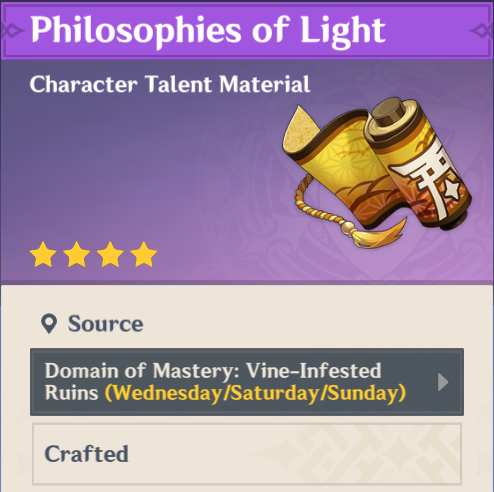 Philosophies of Light
Character Talent Material
Source
Domain of Mastery: Vine-Infested
Ruins (Wednesday/Saturday/Sunday)
Crafted